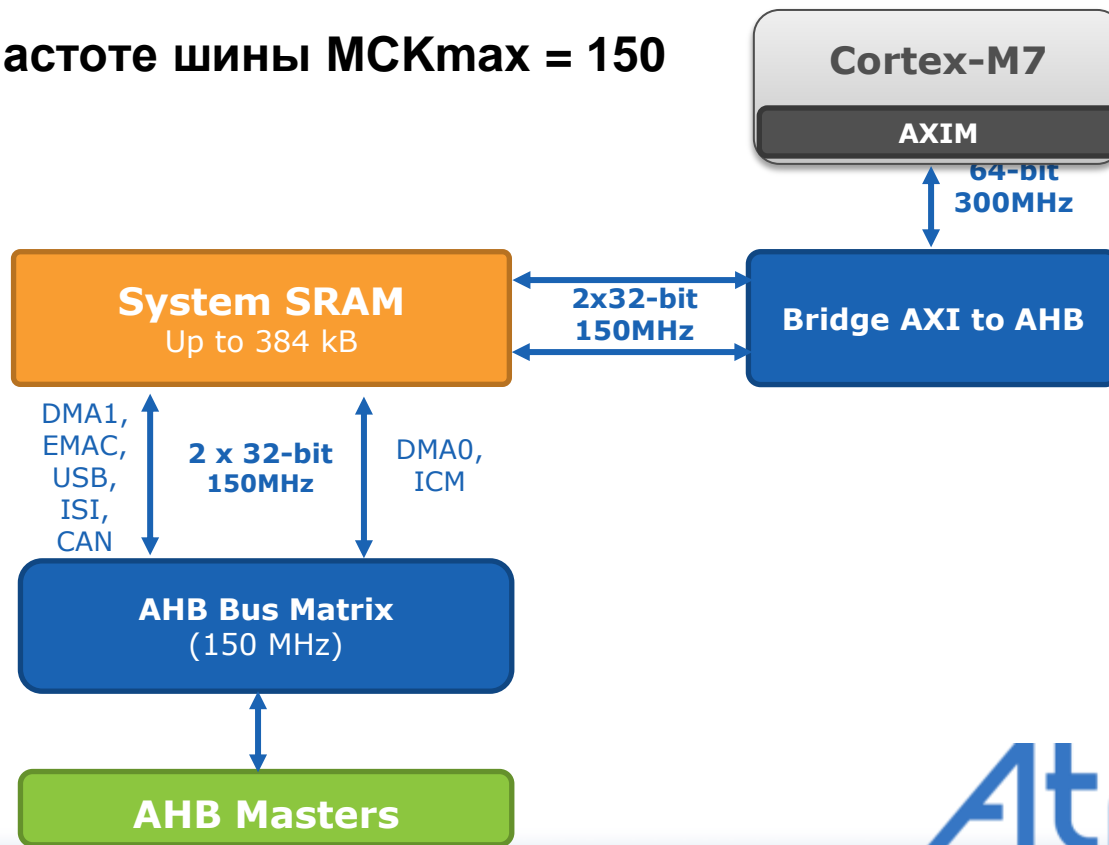 астоте шины MCKmax = 150
Cortex-M7
AXIM
64-bit
300MHz
System SRAM
Up to 384 kB
2x32-bit
150MHz
Bridge AXI to AHB
DMA1,
EMAC,
USB,
ISI,
CAN
2 x 32-bit
150MHz
DMA0,
ICM
AHB Bus Matrix
(150 MHz)
AHB Masters
At